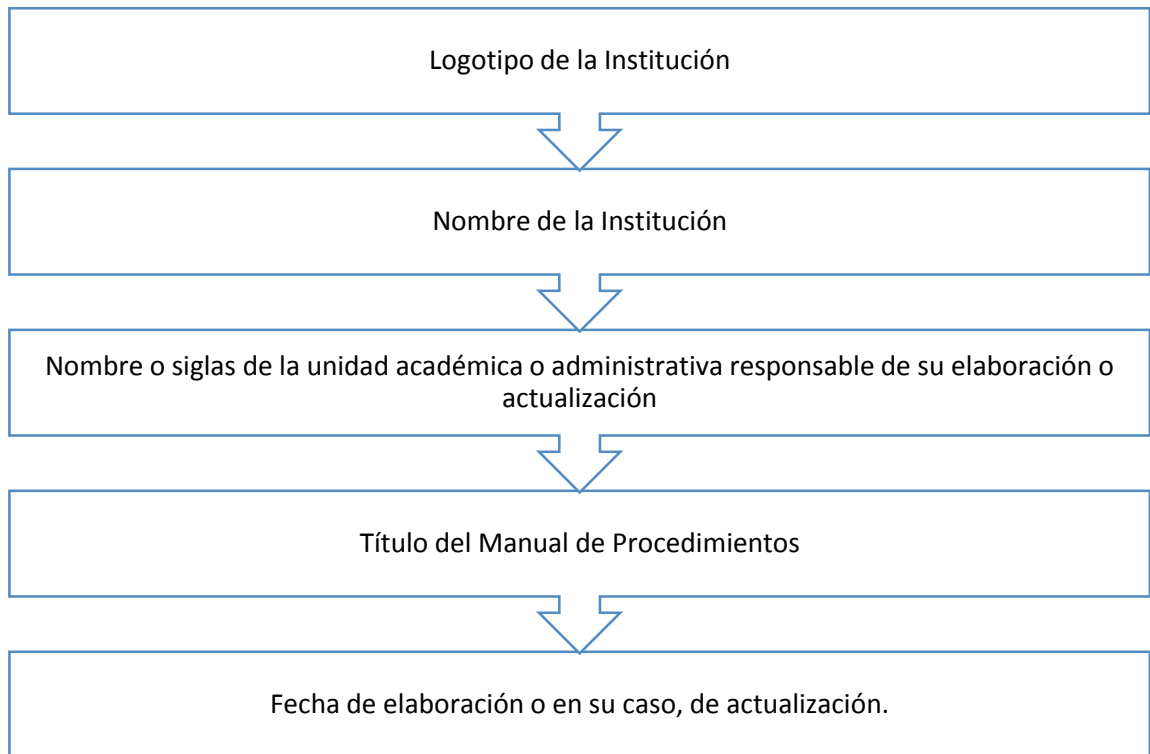 Logotipo de la Institución
Nombre de la Institución
Nombre o siglas de la unidad académica o administrativa responsable de su elaboración o
actualización
Título del Manual de Procedimientos
Fecha de elaboración o en su caso, de actualización.